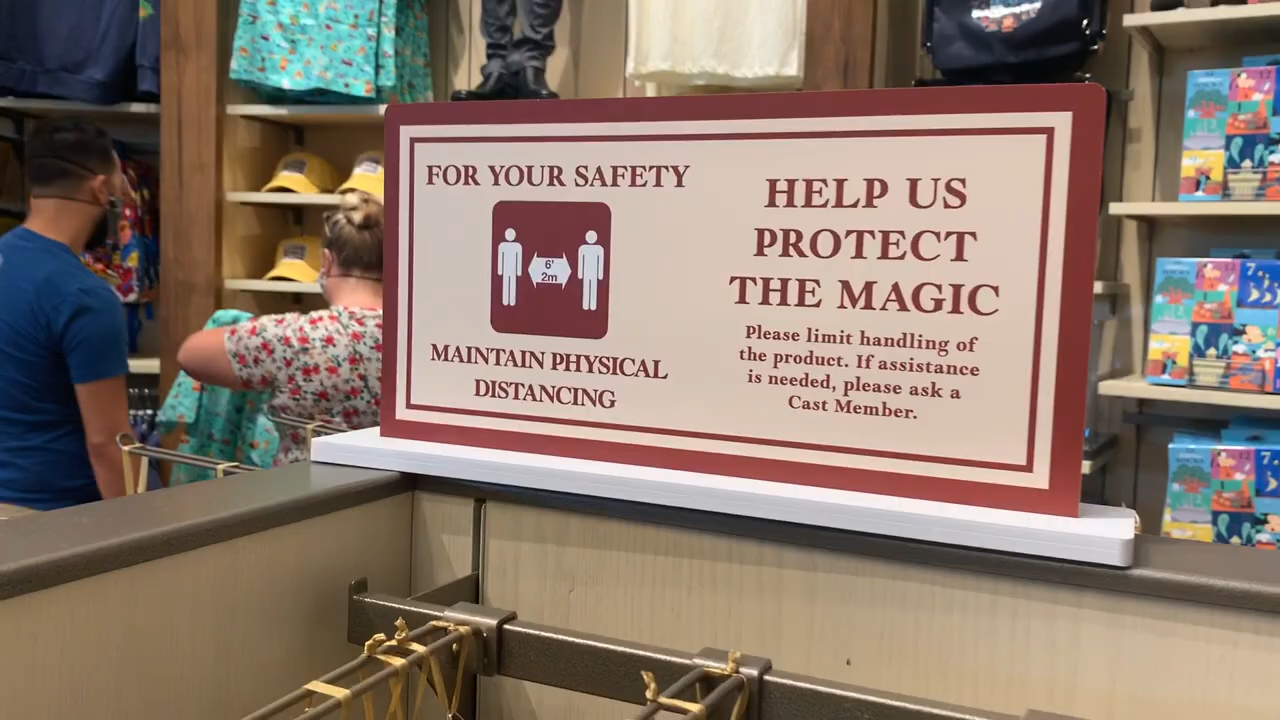 FOR YOUR SAFETY
6'
2m
MAINTAIN PHYSICAL
DISTANCING
HELP US
PROTECT
THE MAGIC
Please limit handling of
the product. If assistance
is needed, please ask a
Cast Member.